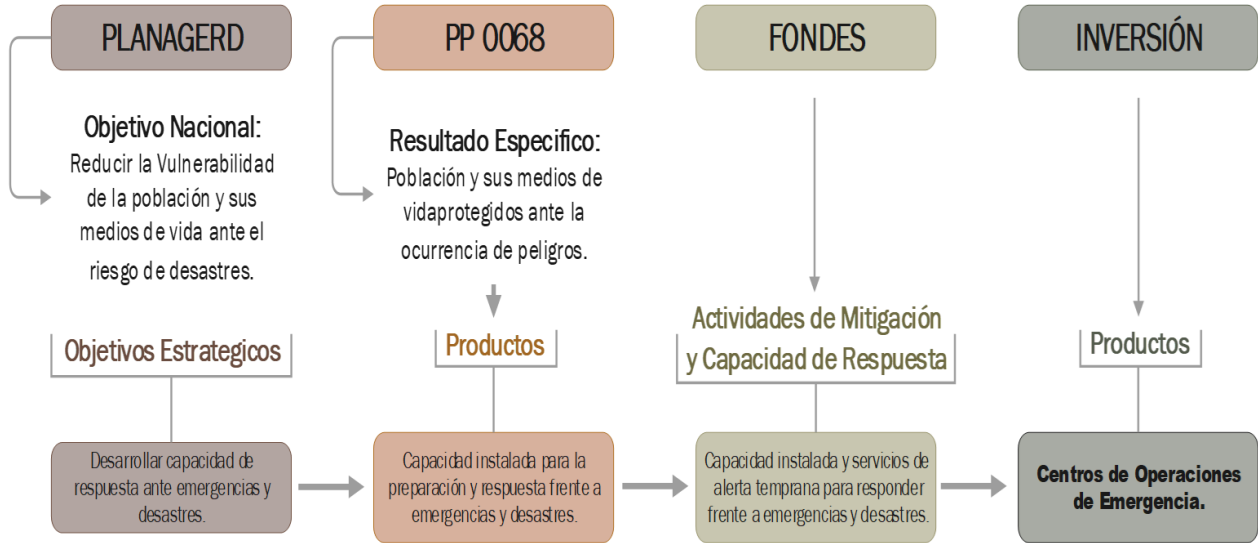 PLANAGERD
Objetivo Nacional:
Reducir la Vulnerabilidad
de la población y sus
medios de vida ante el
riesgo de desastres.
Objetivos Estrategicos
Desarrollar capacidad de
respuesta ante emergencias y
desastres.
PP 0068
Resultado Especifico:
Población y sus medios de
vidaprotegidos ante la
ocurrencia de peligros.
Productos
Capacidad instalada para la
preparación y respuesta frente a
emergencias y desastres.
FONDES
Actividades de Mitigación
y Capacidad de Respuesta
Capacidad instalada y servicios de
alerta temprana para responder
frente a emergencias y desastres.
INVERSIÓN
Productos
Centros de Operaciones
de Emergencia.